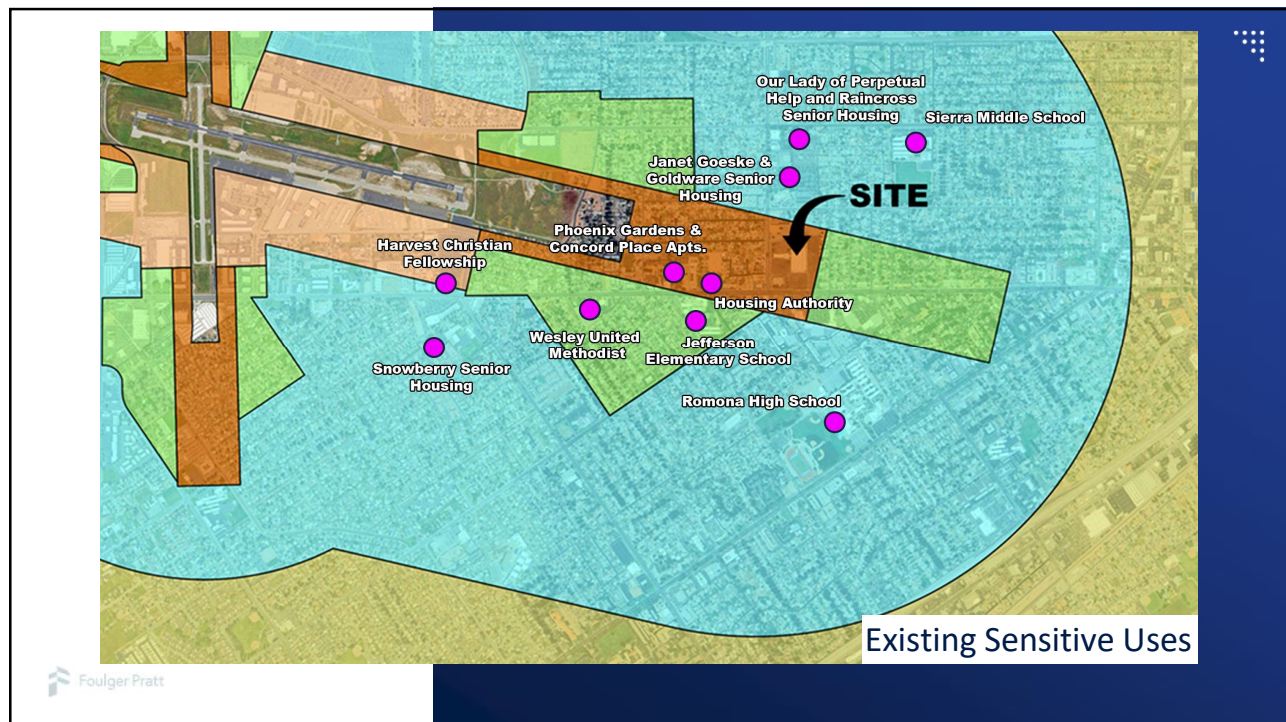 Our Lady of Perpetual
Help and Raincross
Senior Housing
Sierra Middle School
Janet Goeske &
Goldware Senior
Housing
SITE
Phoenix Gardens &
Concord Place Apts.
Harvest Christian
Fellowship
Housing Authority
Wesley United
Methodist
Jefferson
Elementary School
Snowberry Senior
Housing
Romona High School
Existing Sensitive Uses
Foulger Pratt